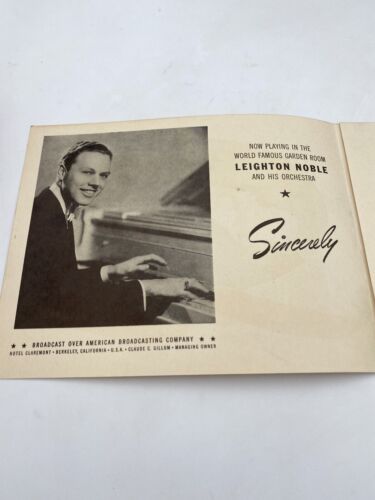 NOW PLAYING IN THE
WORLD FAMOUS GARDEN ROOM
LEIGHTON NOBLE
AND HIS ORCHESTRA
★
Sincerely
★ ★ BROADCAST OVER AMERICAN BROADCASTING COMPANY ★ ★
HOTEL CLAREMONT • BERKELEY, CALIFORNIA • U.S.A. • CLAUDE C. GILLUM • MANAGING OWNER